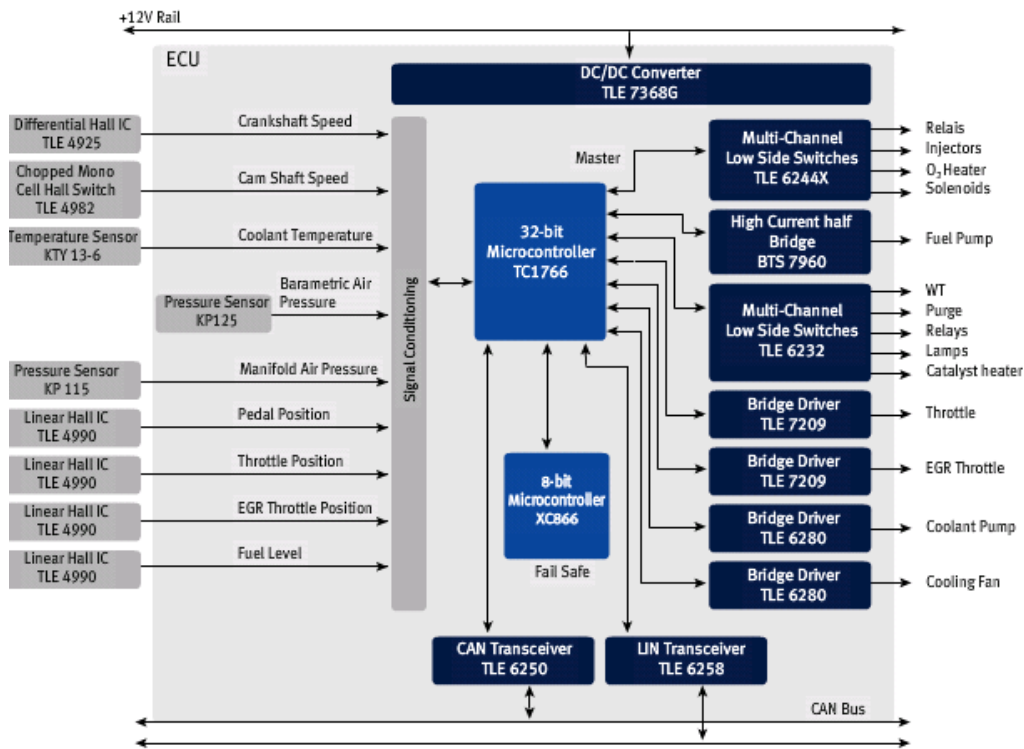 +12V Rail
ECU
DC/DC Converter
TLE 7368G
Differential Hall IC
TLE 4925
Crankshaft Speed
Chopped Mono
Cell Hall Switch
TLE 4982
Cam Shaft Speed
Temperature Sensor
KTY 13-6
Coolant Temperature
Pressure Sensor
KP125
Barametric Air
Pressure
Pressure Sensor
KP 115
Manifold Air Pressure
Linear Hall IC
TLE 4990
Pedal Position
Linear Hall IC
TLE 4990
Throttle Position
Linear Hall IC
TLE 4990
EGR Throttle Position
Linear Hall IC
TLE 4990
Fuel Level
Signal Conditioning
Master
32-bit
Microcontroller
TC1766
8-bit
Microcontroller
XC866
Fail Safe
Multi-Channel
Low Side Switches
TLE 6244X
Relais
Injectors
O₂ Heater
Solenoids
High Current half
Bridge
BTS 7960
Fuel Pump
Multi-Channel
Low Side Switches
TLE 6232
WT
Purge
Relays
Lamps
Catalyst heater
Bridge Driver
TLE 7209
Throttle
Bridge Driver
TLE 7209
EGR Throttle
Bridge Driver
TLE 6280
Coolant Pump
Bridge Driver
TLE 6280
Cooling Fan
CAN Transceiver
TLE 6250
LIN Transceiver
TLE 6258
CAN Bus